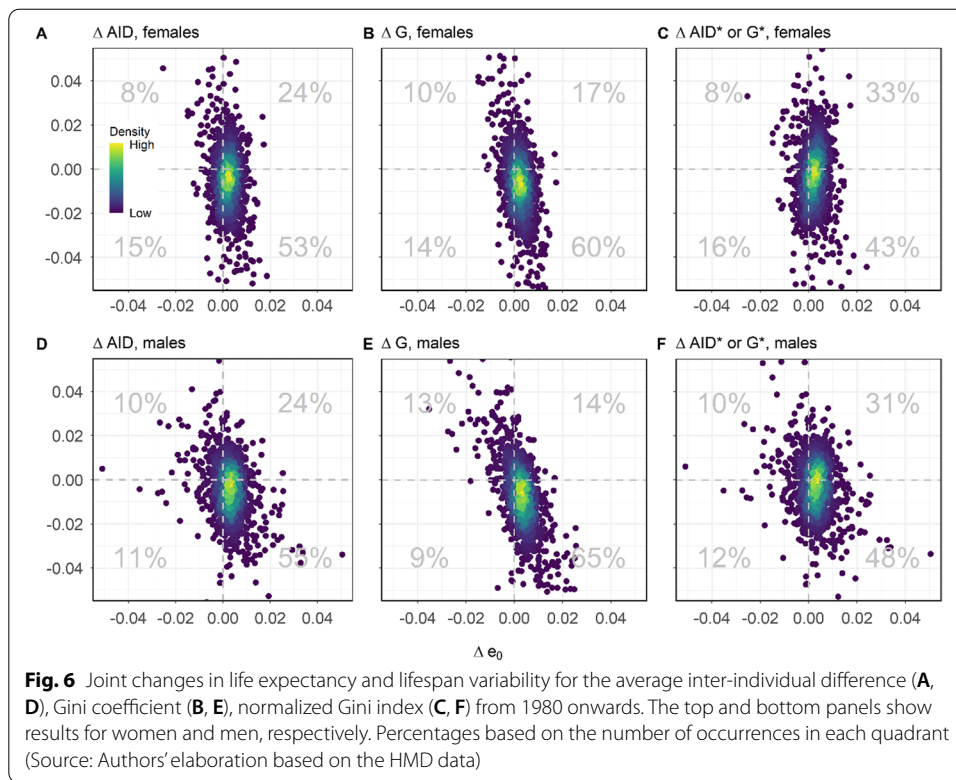 A Δ AID, females
B Δ G, females
C Δ AID* or G*, females
0.04
0.02
0.00
-0.02
-0.04
8%
24%
Density
High
Low
15%
53%
10%
17%
14%
60%
8%
33%
16%
43%
-0.04 -0.02 0.00 0.02 0.04
-0.04 -0.02 0.00 0.02 0.04
-0.04 -0.02 0.00 0.02 0.04
D Δ AID, males
E Δ G, males
F Δ AID* or G*, males
0.04
0.02
0.00
-0.02
-0.04
10%
24%
11%
55%
13%
14%
9%
65%
10%
31%
12%
48%
-0.04 -0.02 0.00 0.02 0.04
-0.04 -0.02 0.00 0.02 0.04
-0.04 -0.02 0.00 0.02 0.04
Δ e0
Fig. 6 Joint changes in life expectancy and lifespan variability for the average inter-individual difference (A,
D), Gini coefficient (B, E), normalized Gini index (C, F) from 1980 onwards. The top and bottom panels show
results for women and men, respectively. Percentages based on the number of occurrences in each quadrant
(Source: Authors’ elaboration based on the HMD data)